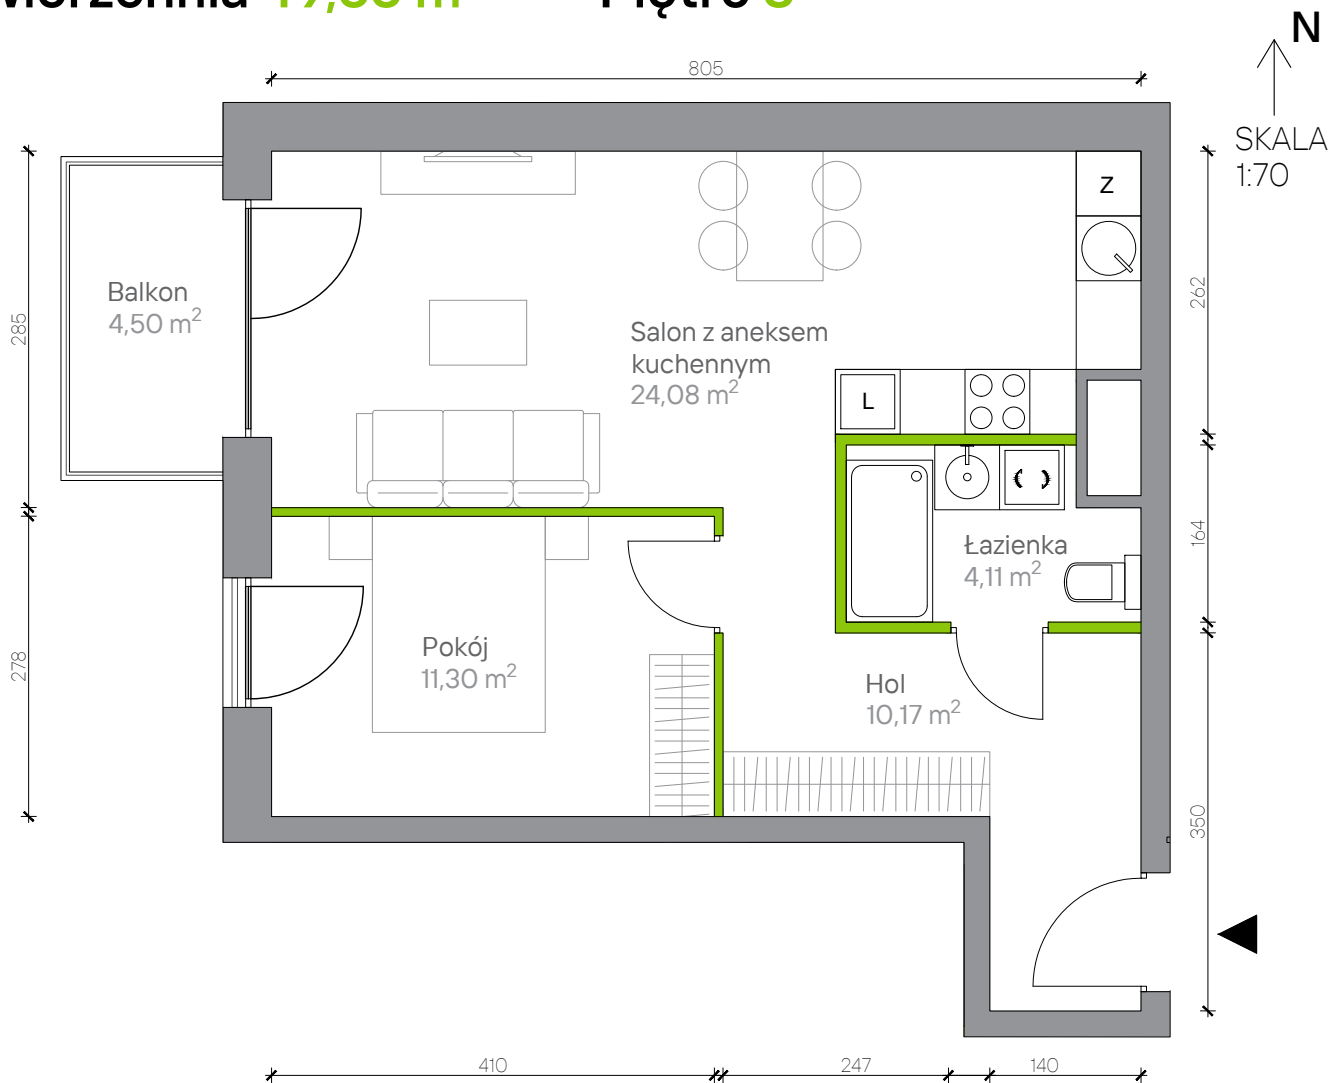 N
805
SKALA
1:70
Z
Balkon
4,50 m²
285
262
Salon z aneksem
kuchennym
24,08 m²
L
Łazienka
4,11 m²
164
Pokój
11,30 m²
278
Hol
10,17 m²
350
410
247
140